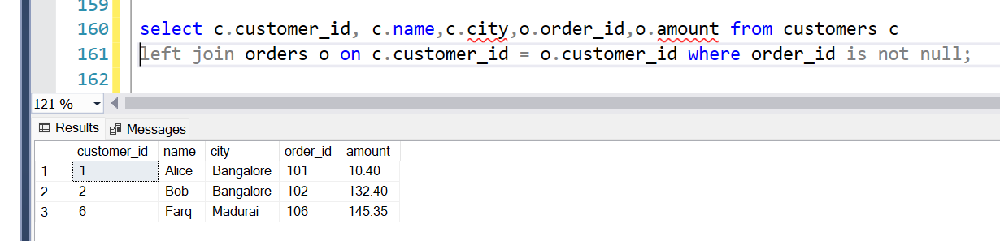 159
160 select c.customer_id, c.name,c.city,o.order_id,o.amount from customers c
161 left join orders o on c.customer_id = o.customer_id where order_id is not null;
162
121 %
Results Messages
customer_id name city order_id amount
1 1 Alice Bangalore 101 10.40
2 2 Bob Bangalore 102 132.40
3 6 Farq Madurai 106 145.35